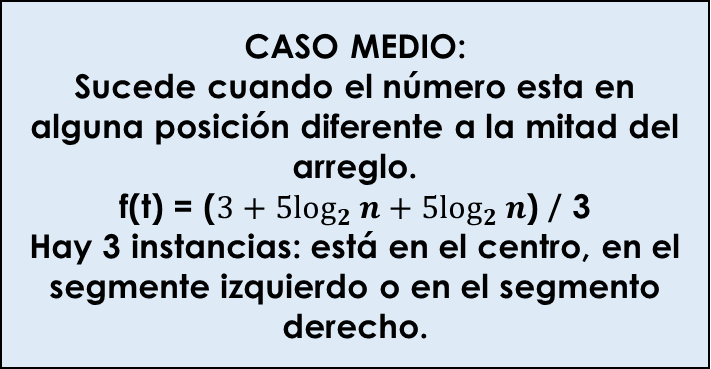 CASO MEDIO:
Sucede cuando el número esta en
alguna posición diferente a la mitad del
arreglo.
f(t) = (3 + 5log₂ n + 5log₂ n) / 3
Hay 3 instancias: está en el centro, en el
segmente izquierdo o en el segmento
derecho.